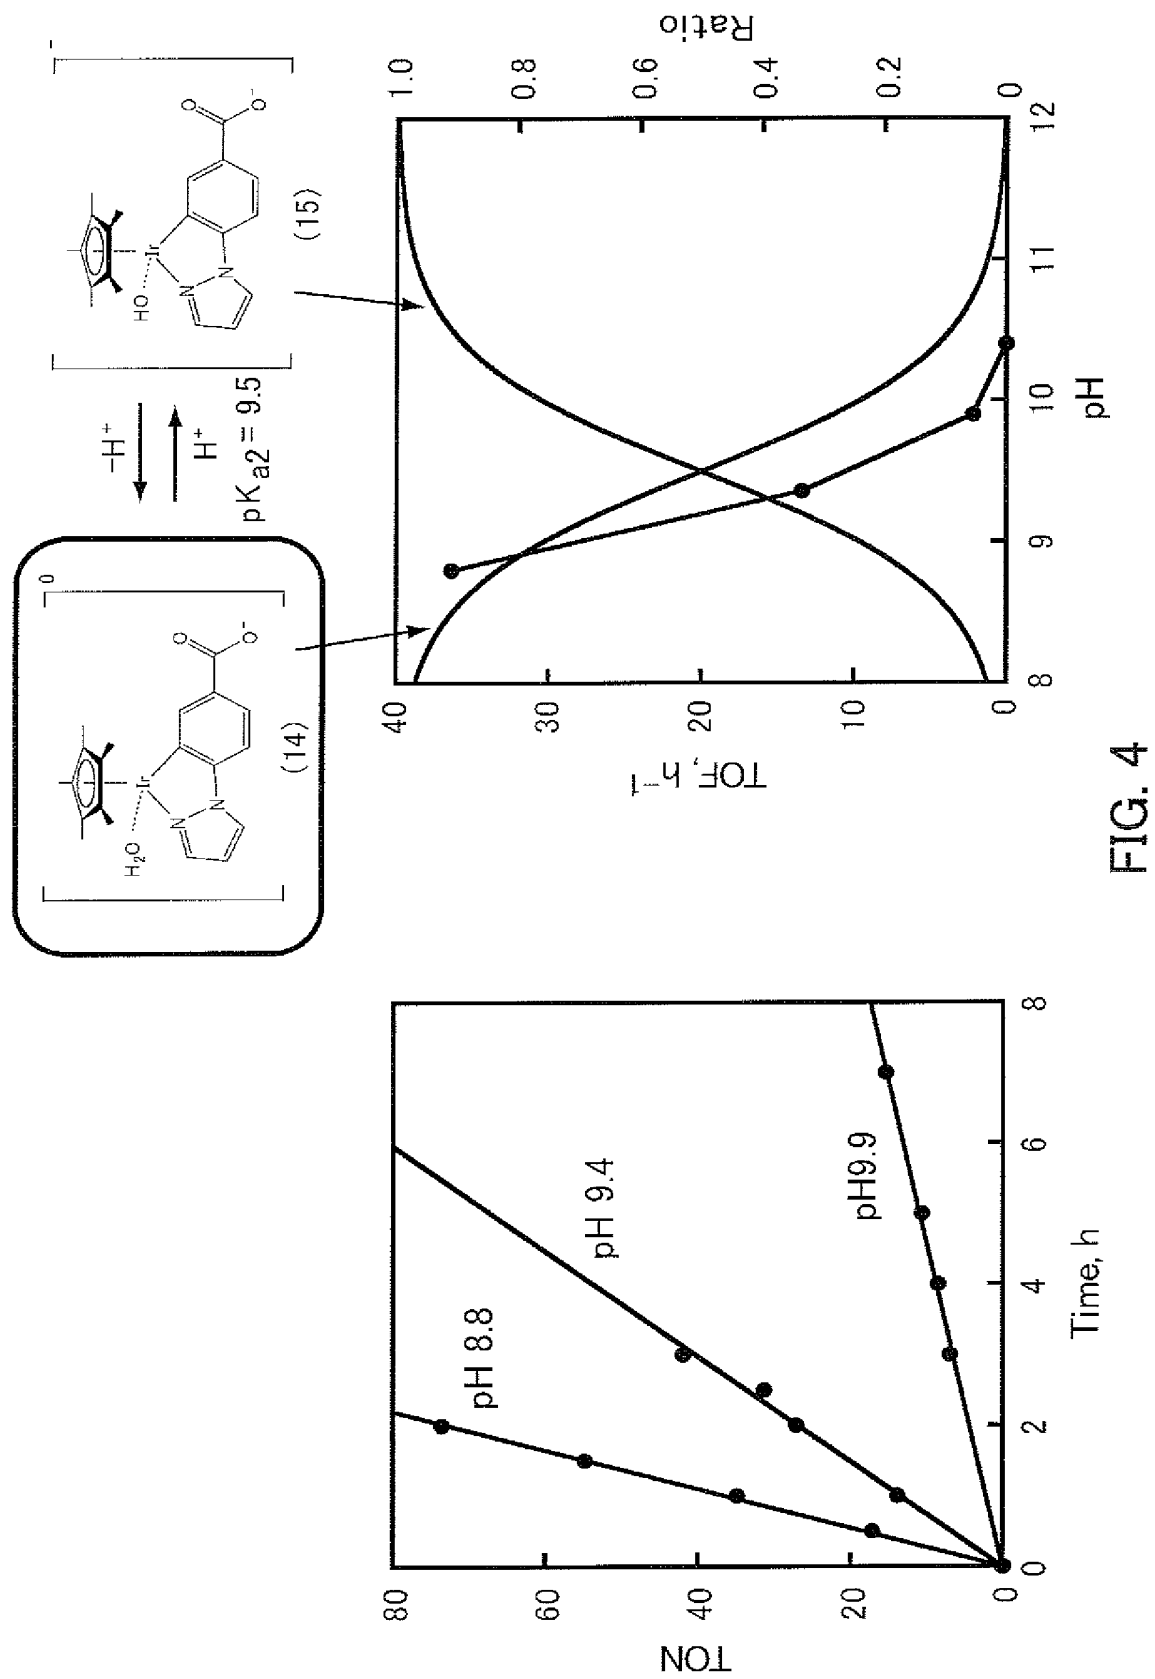 0
H2O
Ir
N
N
O
O-
(14)
-H+
H+
pKa2 = 9.5
-
HO
Ir
N
N
O
O-
(15)
80
60
40
20
0
TON
pH 8.8
pH 9.4
pH9.9
0 2 4 6 8
Time, h
40
30
20
10
0
TOF, h-1
1.0
0.8
0.6
0.4
0.2
0
Ratio
8 9 10 11 12
pH
FIG. 4